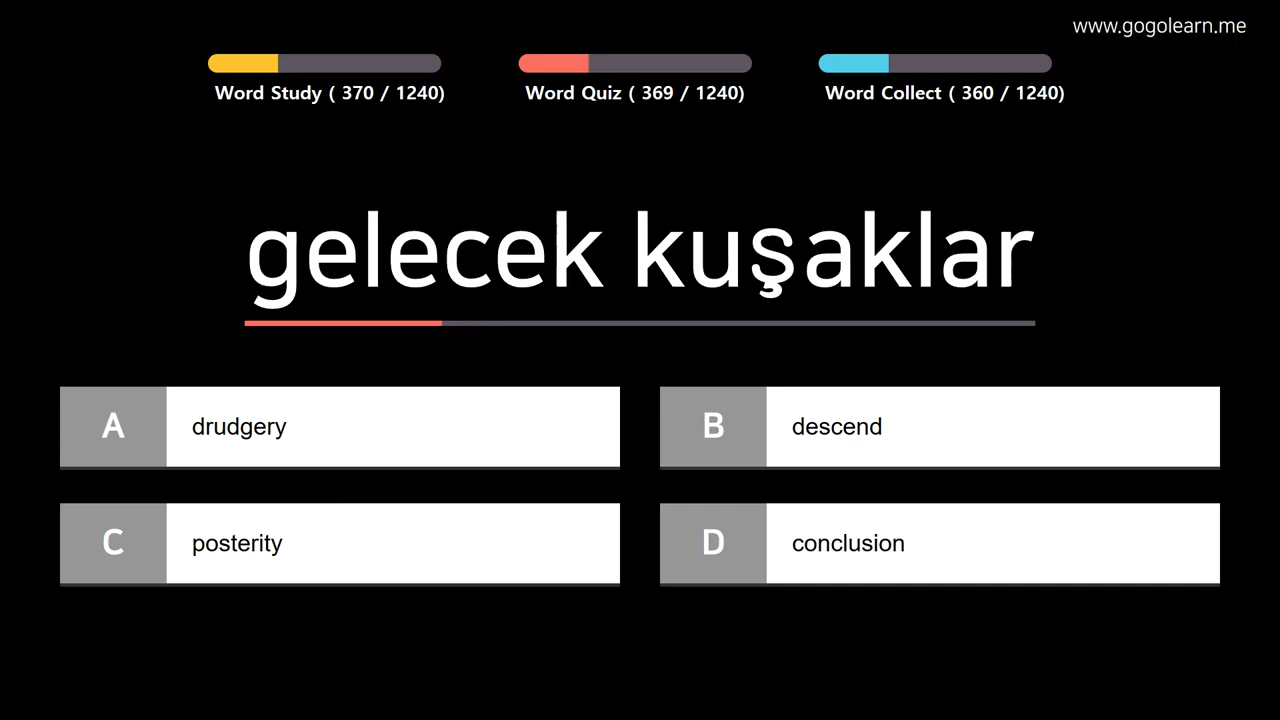 www.gogolearn.me
Word Study ( 370 / 1240)
Word Quiz ( 369 / 1240)
Word Collect ( 360 / 1240)
gelecek kuşaklar
A drudgery
B descend
C posterity
D conclusion